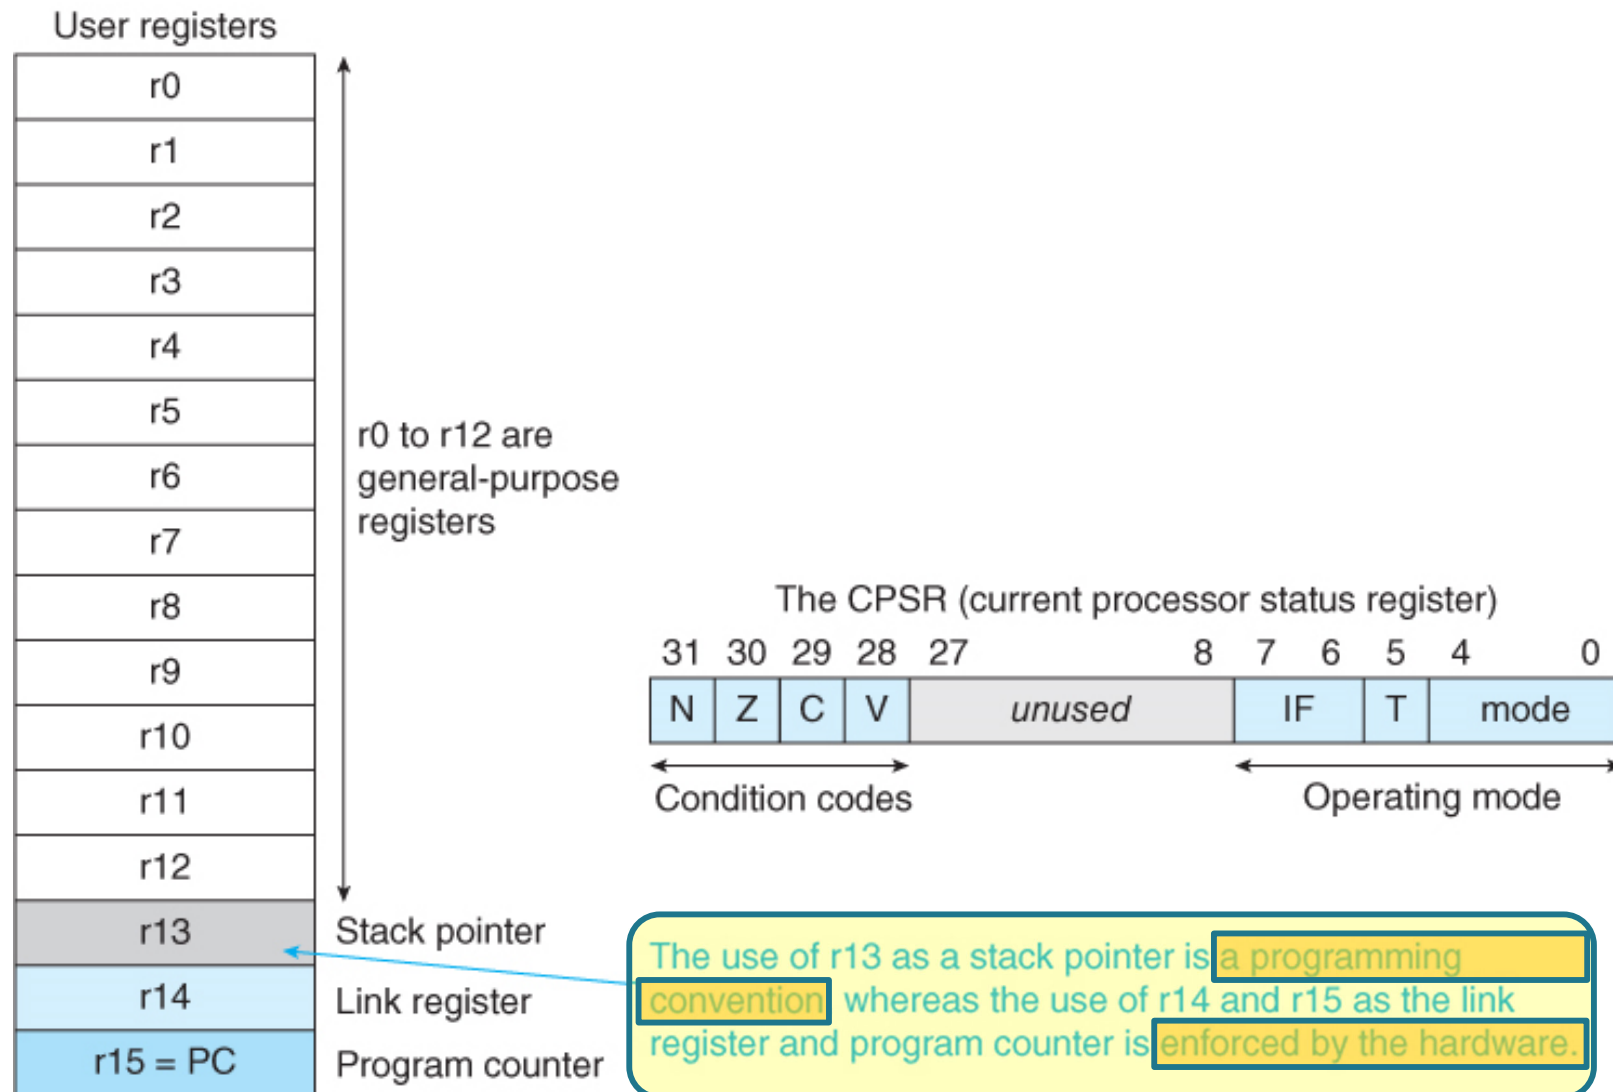 User registers
r0
r1
r2
r3
r4
r5
r6
r7
r8
r9
r10
r11
r12
r13
r14
r15 = PC
r0 to r12 are
general-purpose
registers
Stack pointer
Link register
Program counter
The CPSR (current processor status register)
31 30 29 28 27 8 7 6 5 4 0
N Z C V unused IF T mode
Condition codes
Operating mode
The use of r13 as a stack pointer is a programming
convention whereas the use of r14 and r15 as the link
register and program counter is enforced by the hardware.